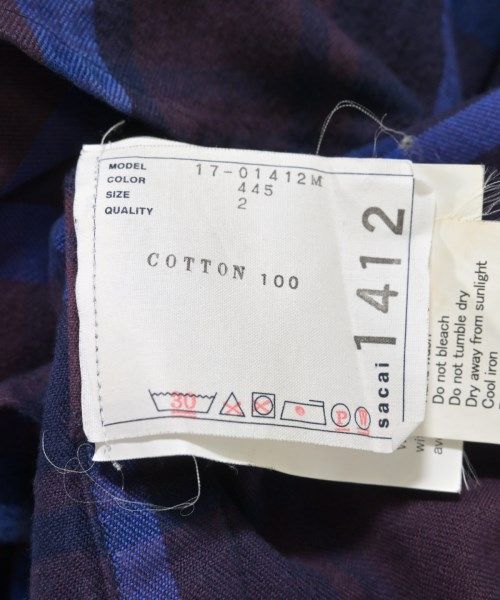 MODEL 17-01412M
COLOR 445
SIZE 2
QUALITY
COTTON 100
30
P
sacai 1412
Do not bleach
Do not tumble dry
Dry away from sunlight
Cool iron